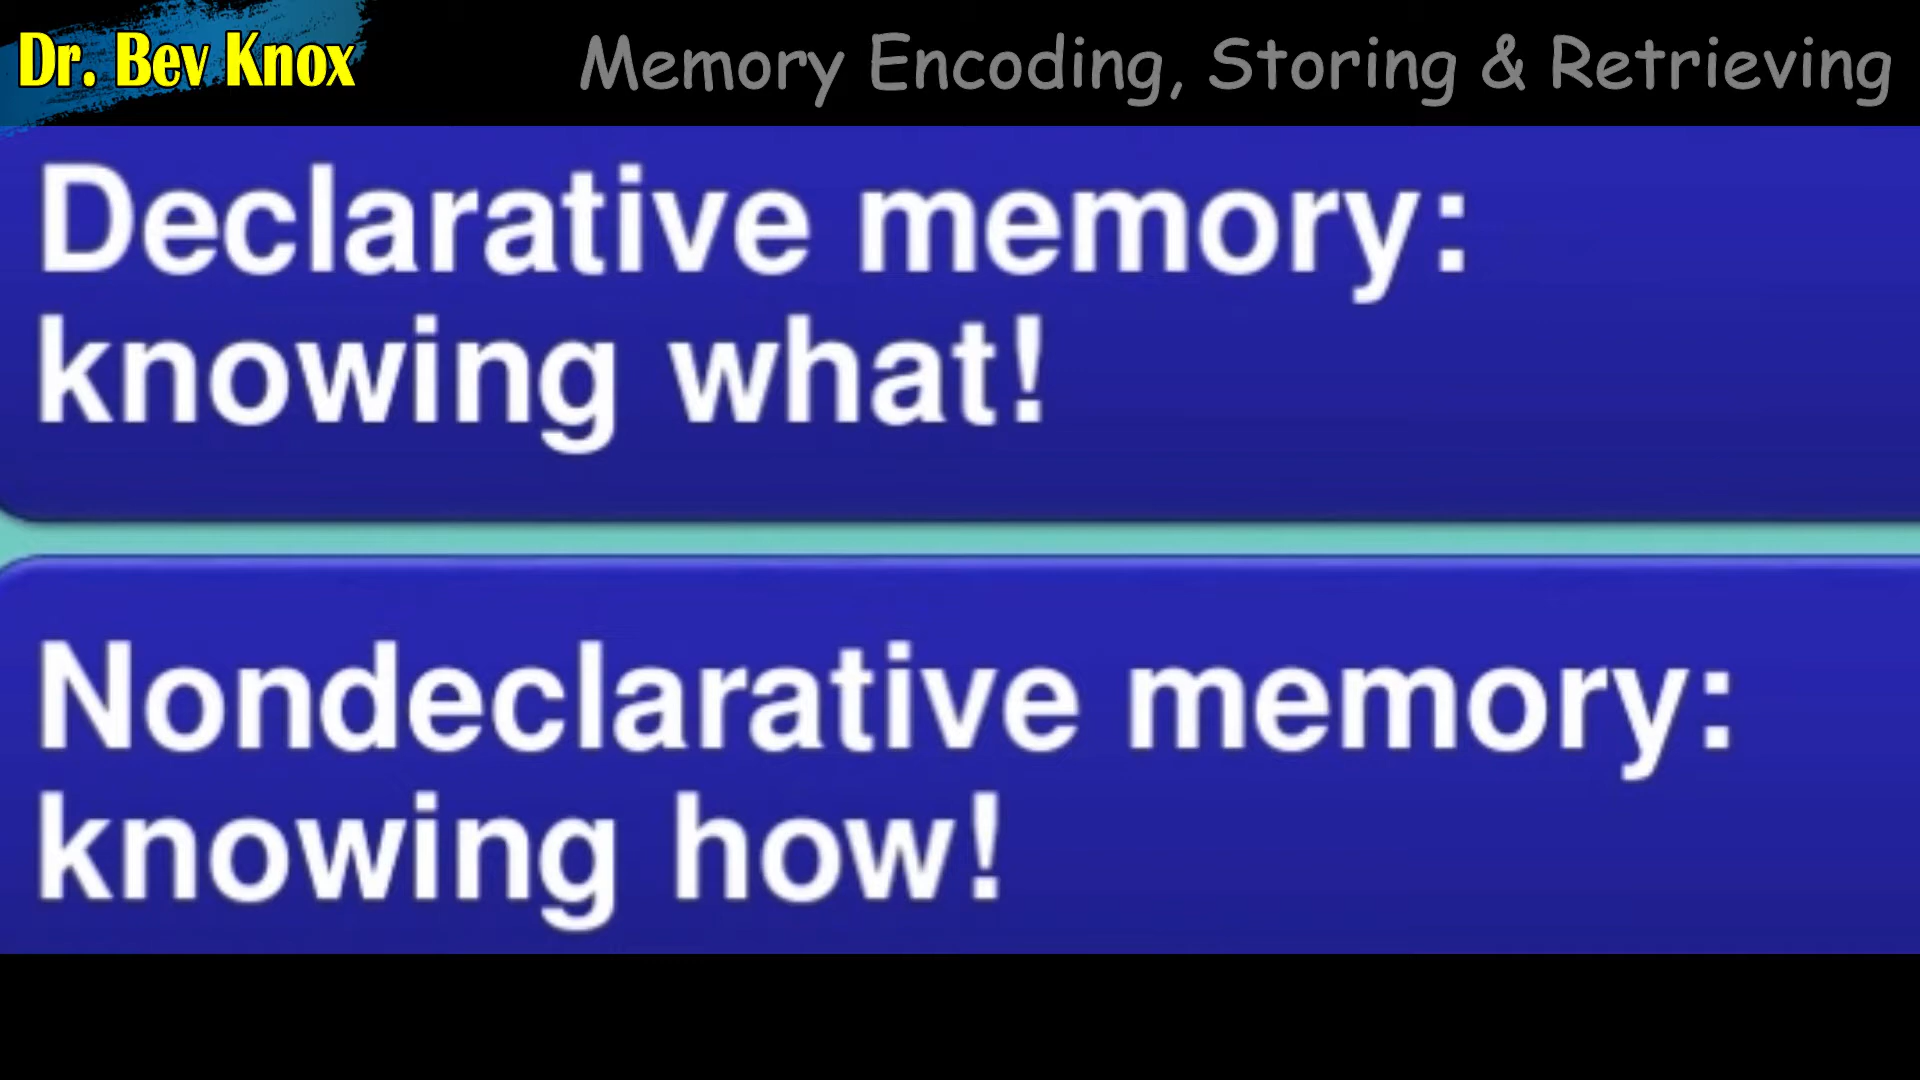 Dr. Bev Knox
Memory Encoding, Storing & Retrieving
Declarative memory:
knowing what!
Nondeclarative memory:
knowing how!